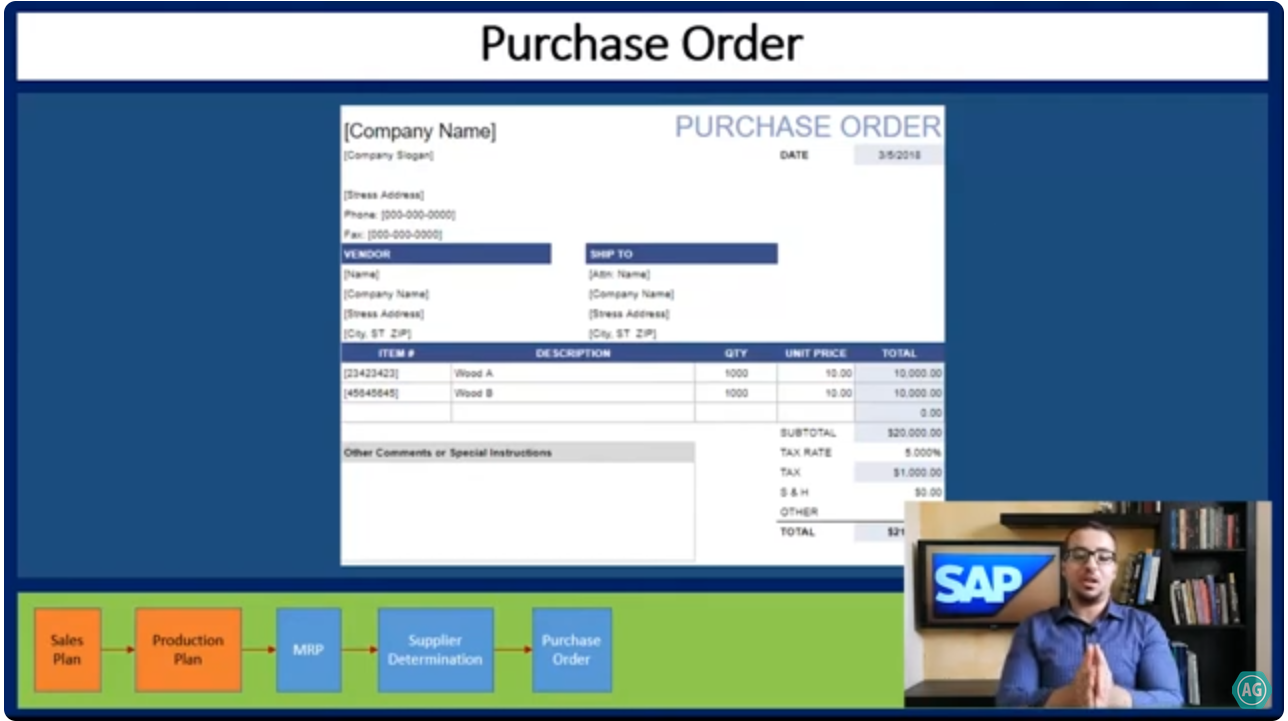 Purchase Order
[Company Name]
PURCHASE ORDER
[Company Slogan]
DATE 3/5/2018
[Stress Address]
Phone: [000-000-0000]
Fax: [000-000-0000]
VENDOR SHIP TO
[Name] [Attn: Name]
[Company Name] [Company Name]
[Stress Address] [Stress Address]
[City, ST ZIP] [City, ST ZIP]
ITEM # DESCRIPTION QTY UNIT PRICE TOTAL
[23423423] Wood A 1000 10.00 10,000.00
[45645645] Wood B 1000 10.00 10,000.00
0.00
SUBTOTAL $20,000.00
Other Comments or Special Instructions
TAX RATE 5.000%
TAX $1,000.00
S & H $0.00
OTHER
TOTAL $21
SAP
Sales
Plan
Production
Plan
MRP
Supplier
Determination
Purchase
Order
AG